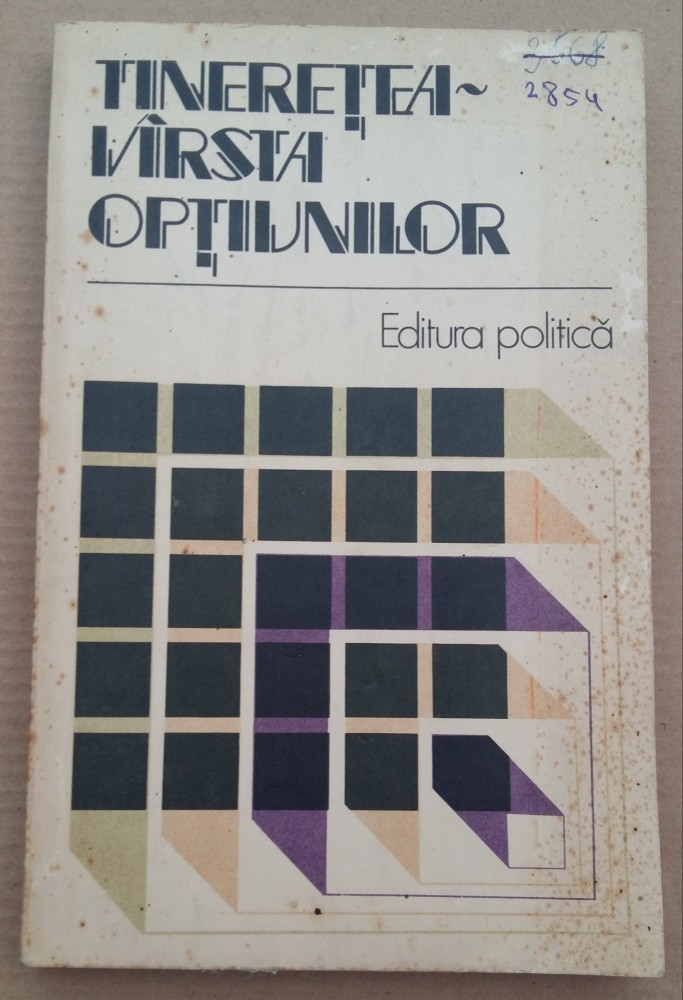 TINEREȚEA~
2854
VÎRSTA
OPȚIUNILOR
Editura politică